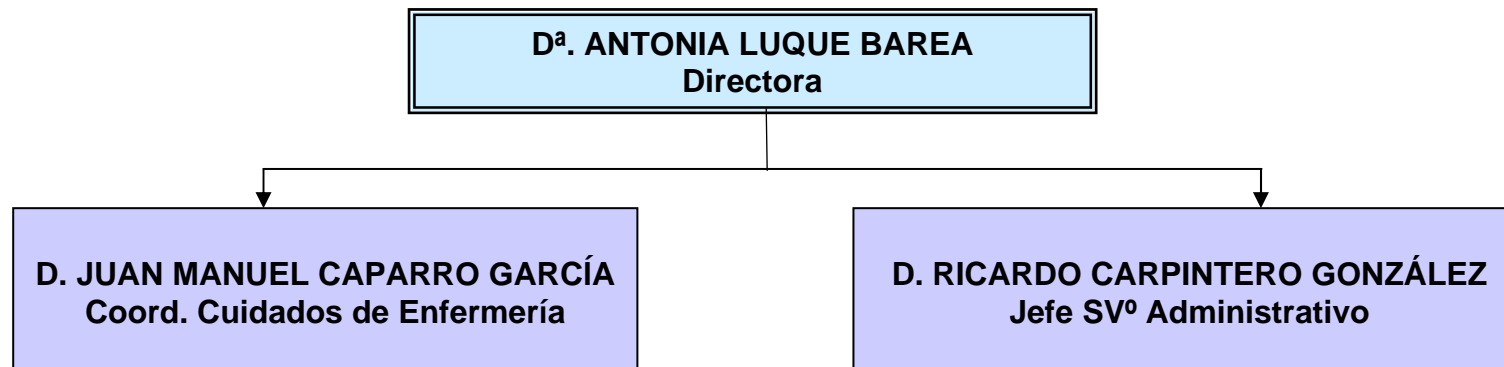 Dª. ANTONIA LUQUE BAREA
Directora
D. JUAN MANUEL CAPARRO GARCÍA
Coord. Cuidados de Enfermería
D. RICARDO CARPINTERO GONZÁLEZ
Jefe SVº Administrativo